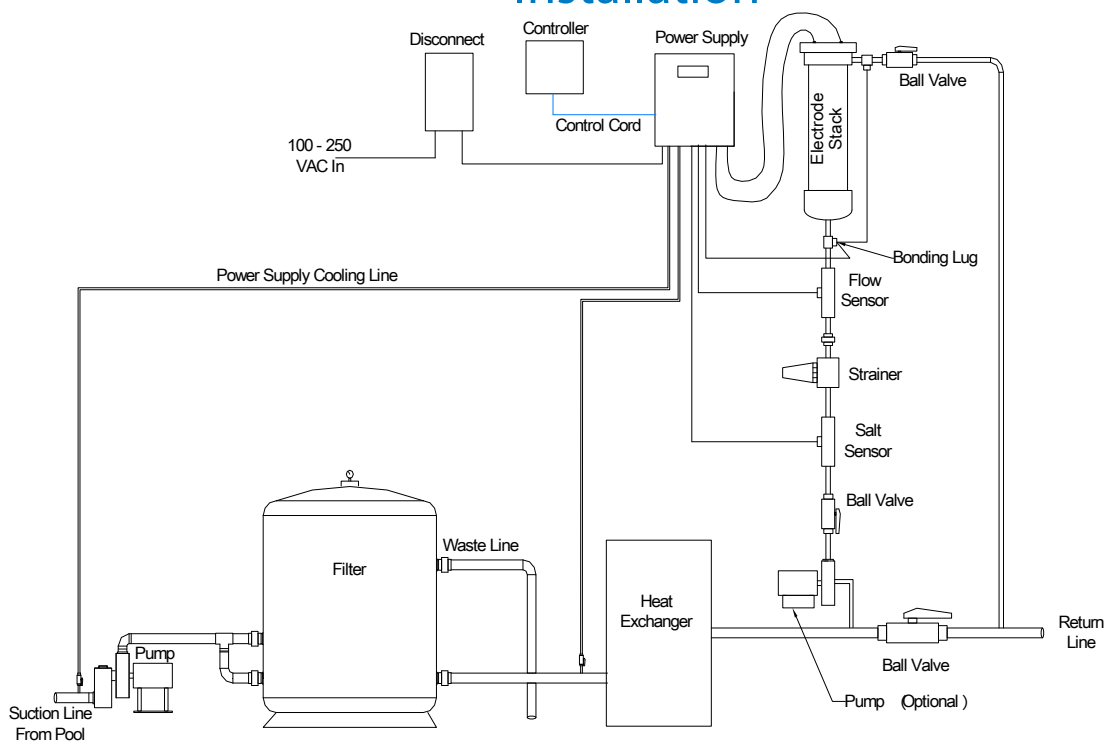 Installation
Disconnect
Controller
Power Supply
Ball Valve
Control Cord
Electrode
Stack
100 - 250
VAC In
Bonding Lug
Power Supply Cooling Line
Flow
Sensor
Strainer
Salt
Sensor
Ball Valve
Waste Line
Filter
Heat
Exchanger
Return
Line
Pump
Ball Valve
Pump (Optional )
Suction Line
From Pool